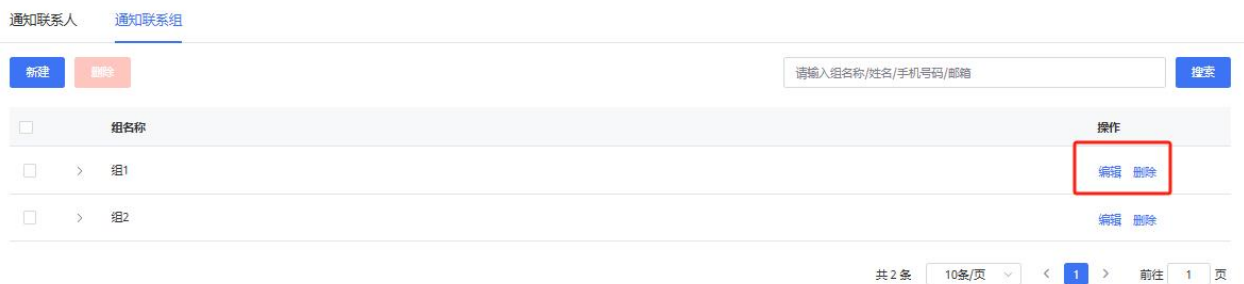 通知联系人 通知联系组
新建 删除 请输入组名称/姓名/手机号码/邮箱 搜索
组名称 操作
组1 编辑 删除
组2 编辑 删除
共 2 条 10条/页 1 前往 1 页